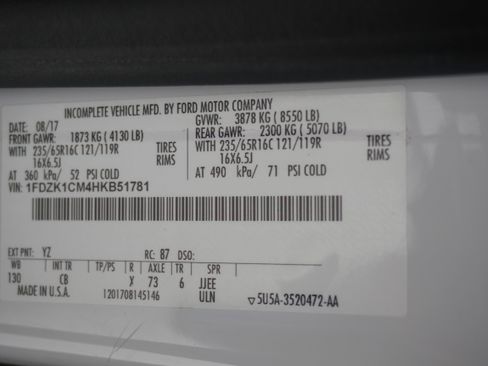 INCOMPLETE VEHICLE MFD. BY FORD MOTOR COMPANY
DATE: 08/17 GVWR: 3878 KG ( 8550 LB)
FRONT GAWR: 1873 KG ( 4130 LB) REAR GAWR: 2300 KG ( 5070 LB)
WITH 235/65R16C 121/119R TIRES WITH 235/65R16C 121/119R TIRES
16X6.5J RIMS 16X6.5J RIMS
AT 360 kPa/ 52 PSI COLD AT 490 kPa/ 71 PSI COLD
VIN: 1FDZK1CM4HKB51781
EXT PNT: YZ RC: 87 DSO:
WB INT TR TP/PS R AXLE TR SPR
130 CB X 73 6 JJEE
MADE IN U.S.A. 1201708145146 ULN ▽5U5A-3520472-AA